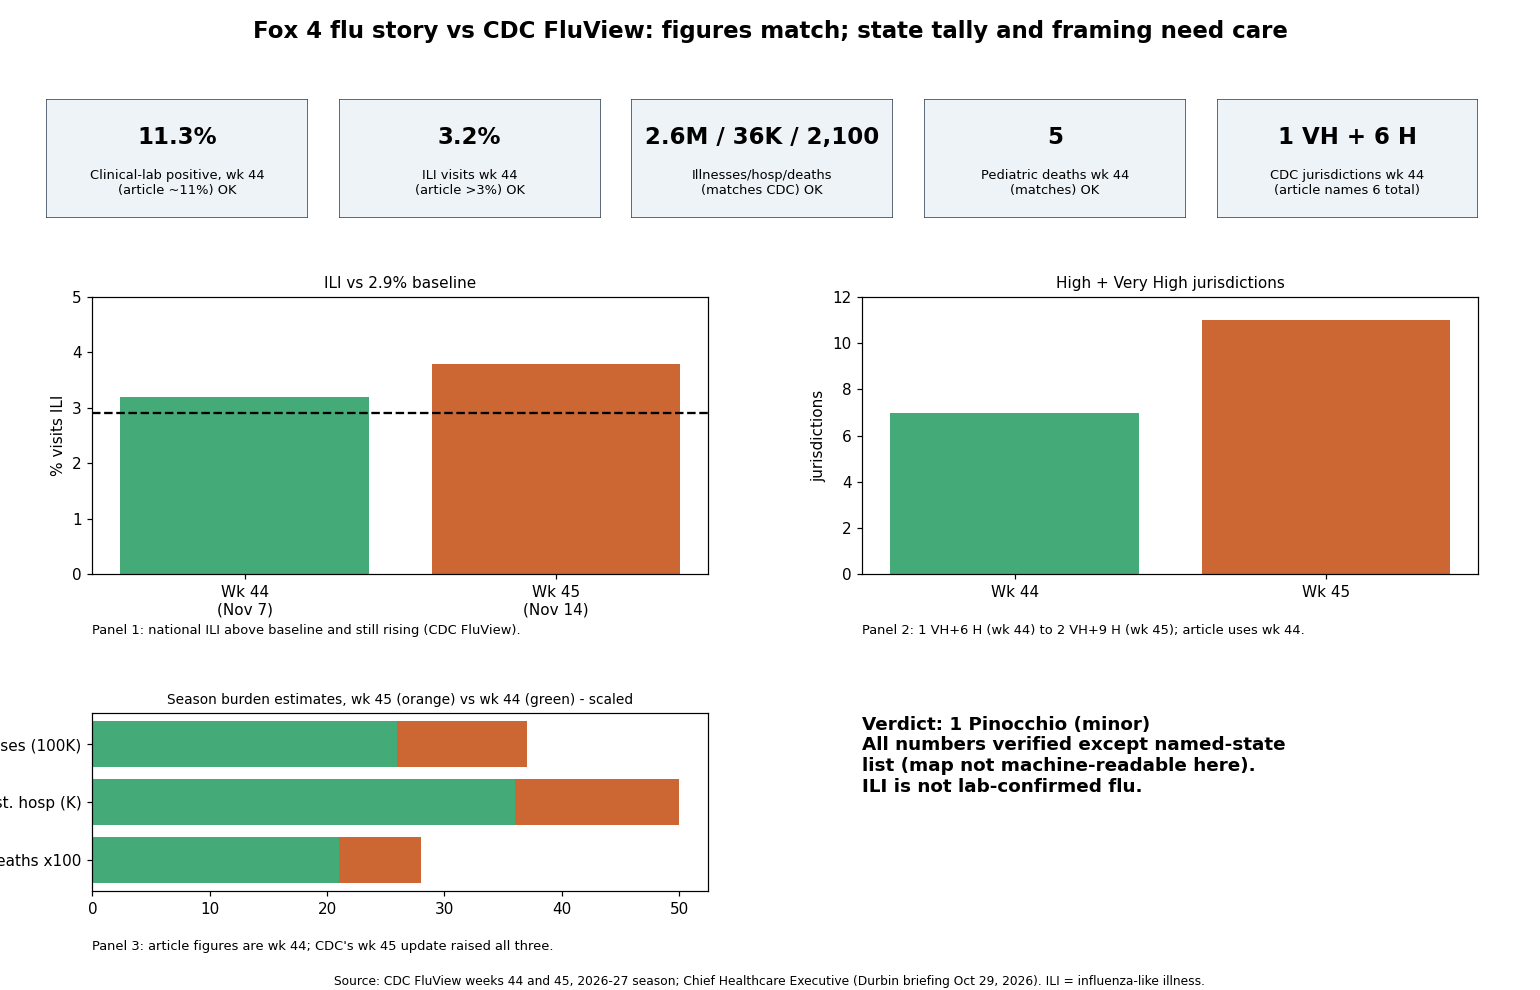 Fox 4 flu story vs CDC FluView: figures match; state tally and framing need care
11.3%
Clinical-lab positive, wk 44
(article ~11%) OK
3.2%
ILI visits wk 44
(article >3%) OK
2.6M / 36K / 2,100
Illnesses/hosp/deaths
(matches CDC) OK
5
Pediatric deaths wk 44
(matches) OK
1 VH + 6 H
CDC jurisdictions wk 44
(article names 6 total)
ILI vs 2.9% baseline
5
4
3
2
1
0
% visits ILI
Wk 44
(Nov 7)
Wk 45
(Nov 14)
Panel 1: national ILI above baseline and still rising (CDC FluView).
High + Very High jurisdictions
12
10
8
6
4
2
0
jurisdictions
Wk 44
Wk 45
Panel 2: 1 VH+6 H (wk 44) to 2 VH+9 H (wk 45); article uses wk 44.
Season burden estimates, wk 45 (orange) vs wk 44 (green) - scaled
ses (100K)
st. hosp (K)
eaths x100
0 10 20 30 40 50
Panel 3: article figures are wk 44; CDC's wk 45 update raised all three.
Verdict: 1 Pinocchio (minor)
All numbers verified except named-state
list (map not machine-readable here).
ILI is not lab-confirmed flu.
Source: CDC FluView weeks 44 and 45, 2026-27 season; Chief Healthcare Executive (Durbin briefing Oct 29, 2026). ILI = influenza-like illness.